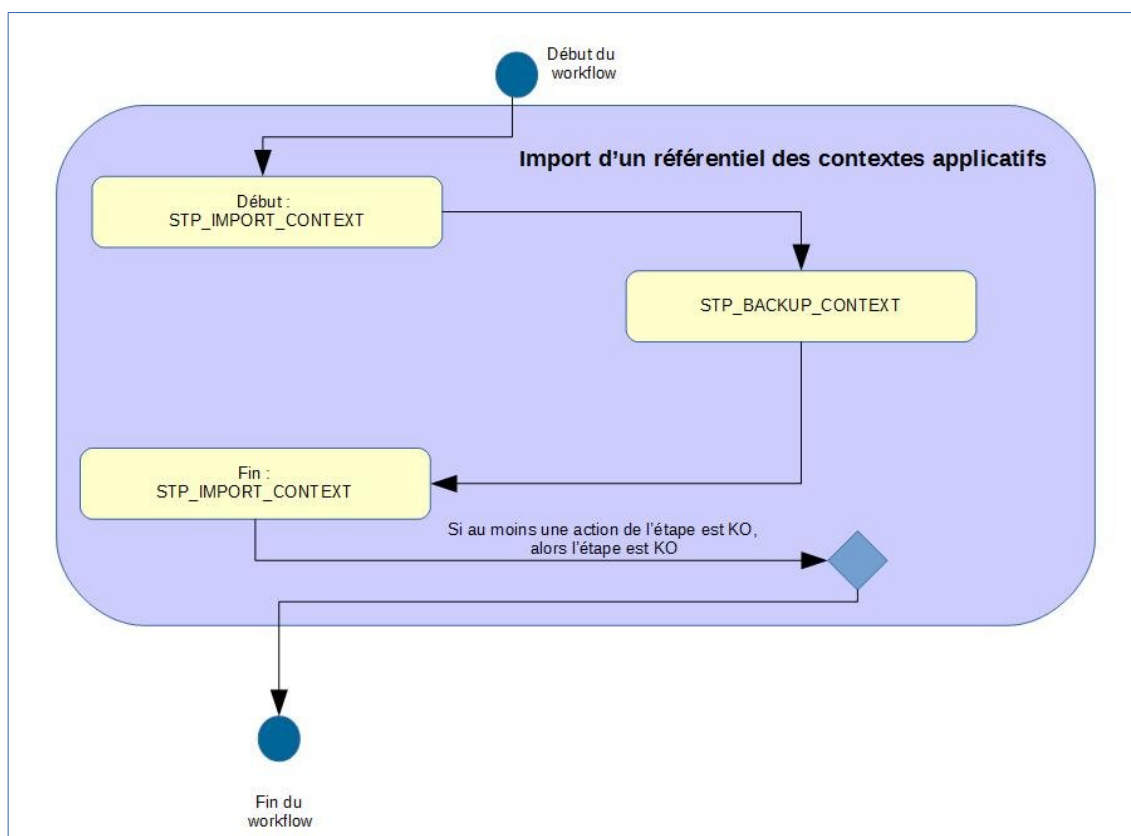 Début du
workflow
Import d’un référentiel des contextes applicatifs
Début :
STP_IMPORT_CONTEXT
STP_BACKUP_CONTEXT
Fin :
STP_IMPORT_CONTEXT
Si au moins une action de l’étape est KO,
alors l’étape est KO
Fin du
workflow